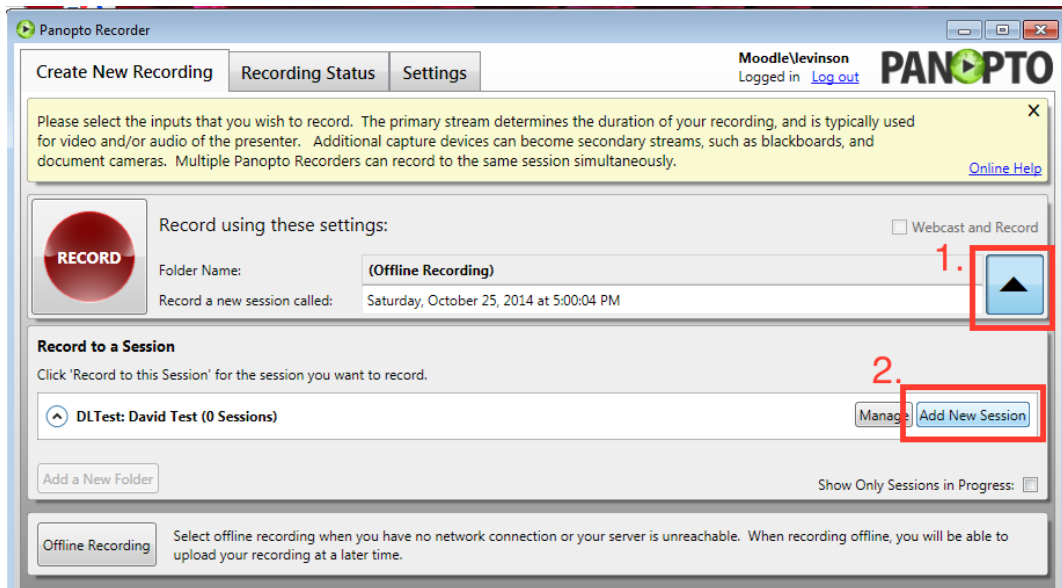 Panopto Recorder
Create New Recording
Recording Status
Settings
Moodle\levinson
Logged in Log out
PANOPTO
Please select the inputs that you wish to record. The primary stream determines the duration of your recording, and is typically used
for video and/or audio of the presenter. Additional capture devices can become secondary streams, such as blackboards, and
document cameras. Multiple Panopto Recorders can record to the same session simultaneously.
X
Online Help
RECORD
Record using these settings:
Webcast and Record
1.
Folder Name: (Offline Recording)
Record a new session called: Saturday, October 25, 2014 at 5:00:04 PM
Record to a Session
Click 'Record to this Session' for the session you want to record.
2.
DLTest: David Test (0 Sessions)
Manage
Add New Session
Add a New Folder
Show Only Sessions in Progress:
Offline Recording
Select offline recording when you have no network connection or your server is unreachable. When recording offline, you will be able to
upload your recording at a later time.